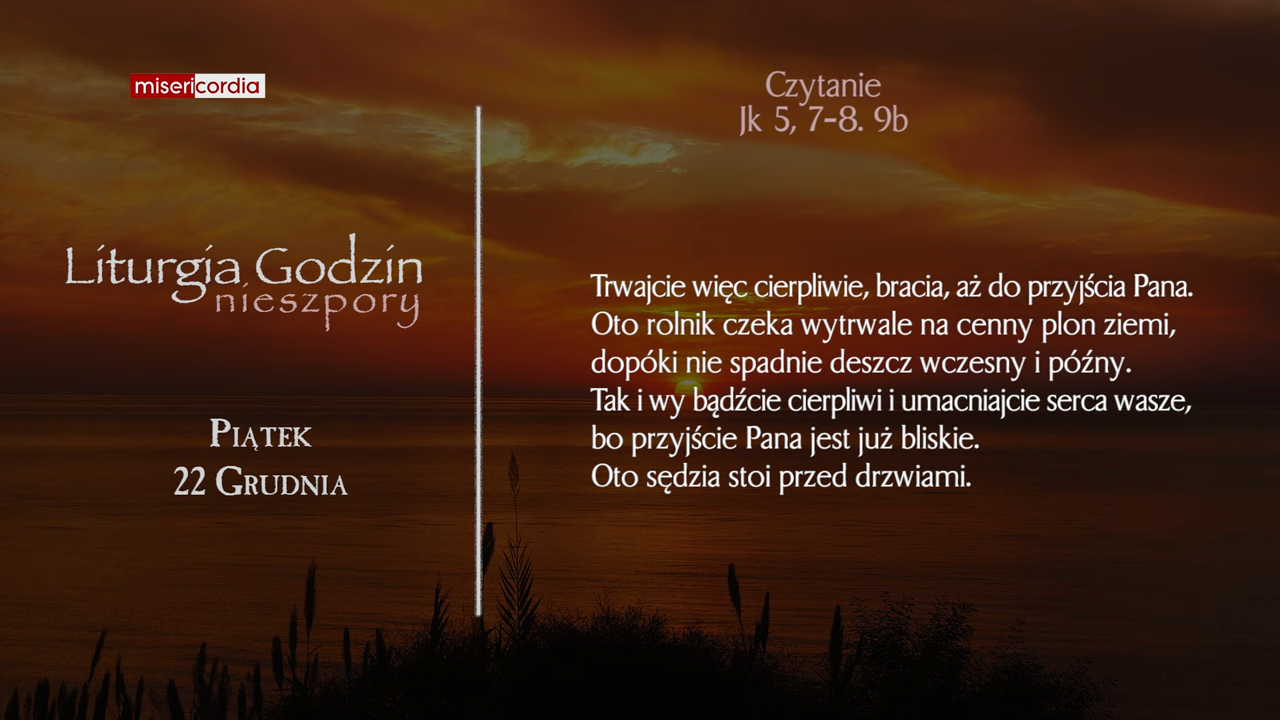 misericordia
Liturgia Godzin
nieszpory
Piątek
22 Grudnia
Czytanie
Jk 5, 7-8. 9b
Trwajcie więc cierpliwie, bracia, aż do przyjścia Pana.
Oto rolnik czeka wytrwale na cenny plon ziemi,
dopóki nie spadnie deszcz wczesny i późny.
Tak i wy bądźcie cierpliwi i umacniajcie serca wasze,
bo przyjście Pana jest już bliskie.
Oto sędzia stoi przed drzwiami.